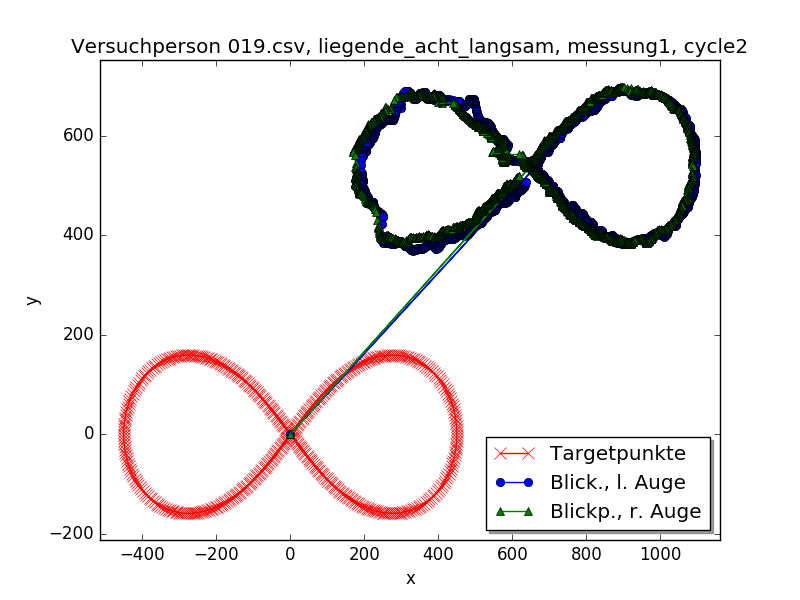 Versuchperson 019.csv, liegende_acht_langsam, messung1, cycle2
600
400
200
0
−200
y
−400
−200
0
200
400
600
800
1000
x
Targetpunkte
Blick., l. Auge
Blickp., r. Auge